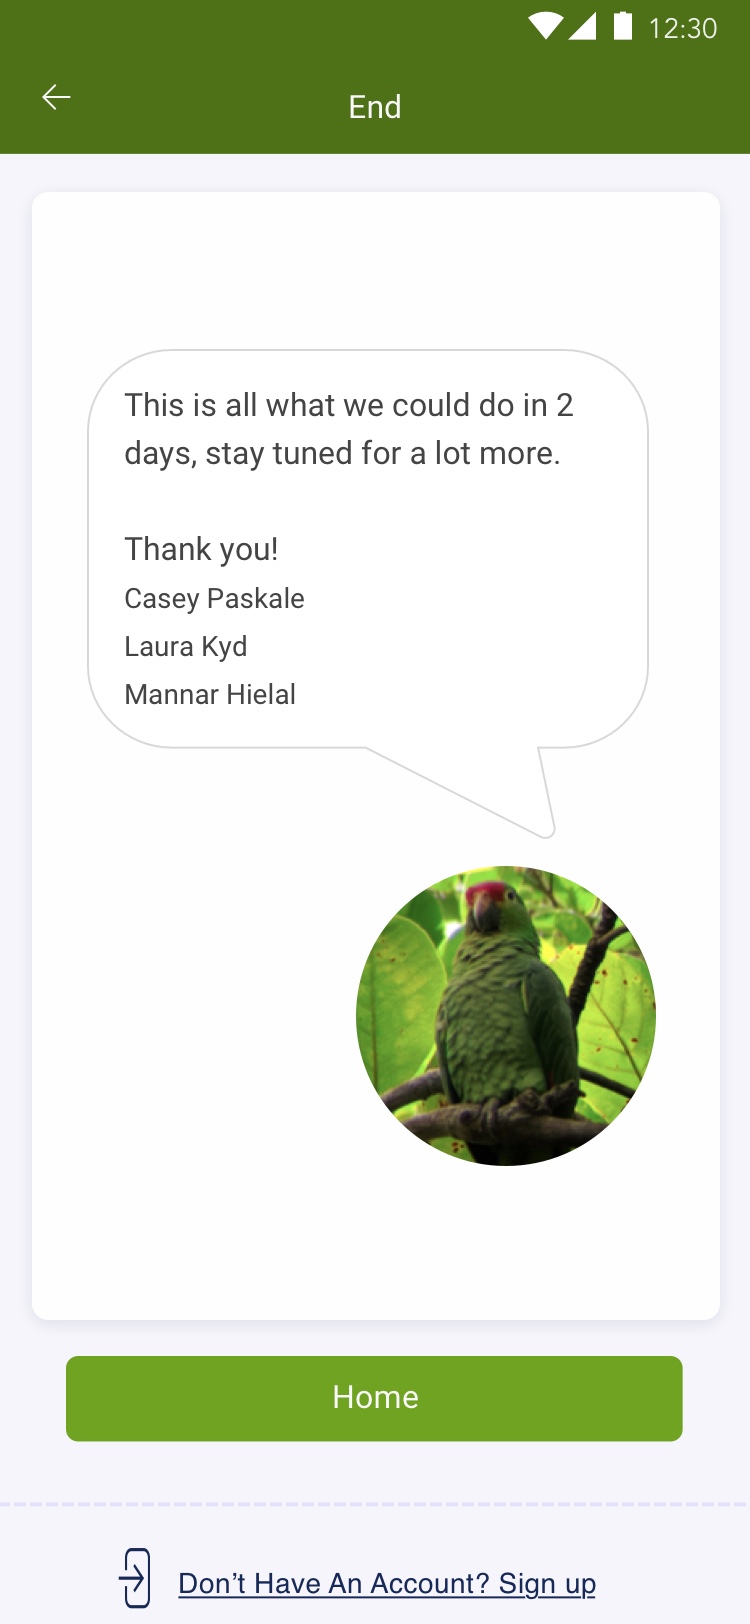 12:30
End
This is all what we could do in 2
days, stay tuned for a lot more.
Thank you!
Casey Paskale
Laura Kyd
Mannar Hielal
Home
Don’t Have An Account? Sign up